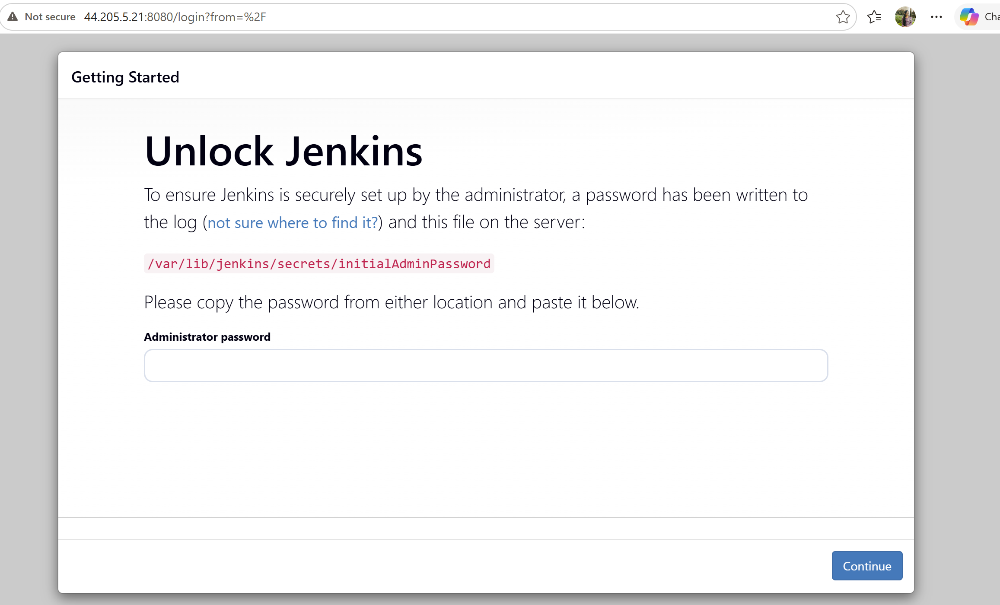 Not secure 44.205.5.21:8080/login?from=%2F
Cha
Getting Started
Unlock Jenkins
To ensure Jenkins is securely set up by the administrator, a password has been written to
the log (not sure where to find it?) and this file on the server:
/var/lib/jenkins/secrets/initialAdminPassword
Please copy the password from either location and paste it below.
Administrator password
Continue